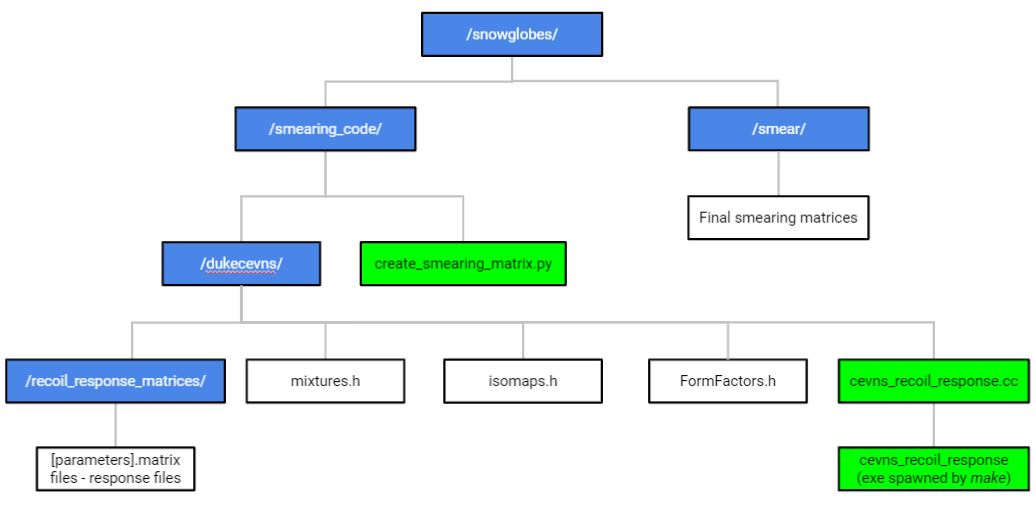 /snowglobes/
/smearing_code/
/smear/
Final smearing matrices
/dukecevns/
create_smearing_matrix.py
/recoil_response_matrices/
mixtures.h
isomaps.h
FormFactors.h
cevns_recoil_response.cc
[parameters].matrix
files - response files
cevns_recoil_response
(exe spawned by make)